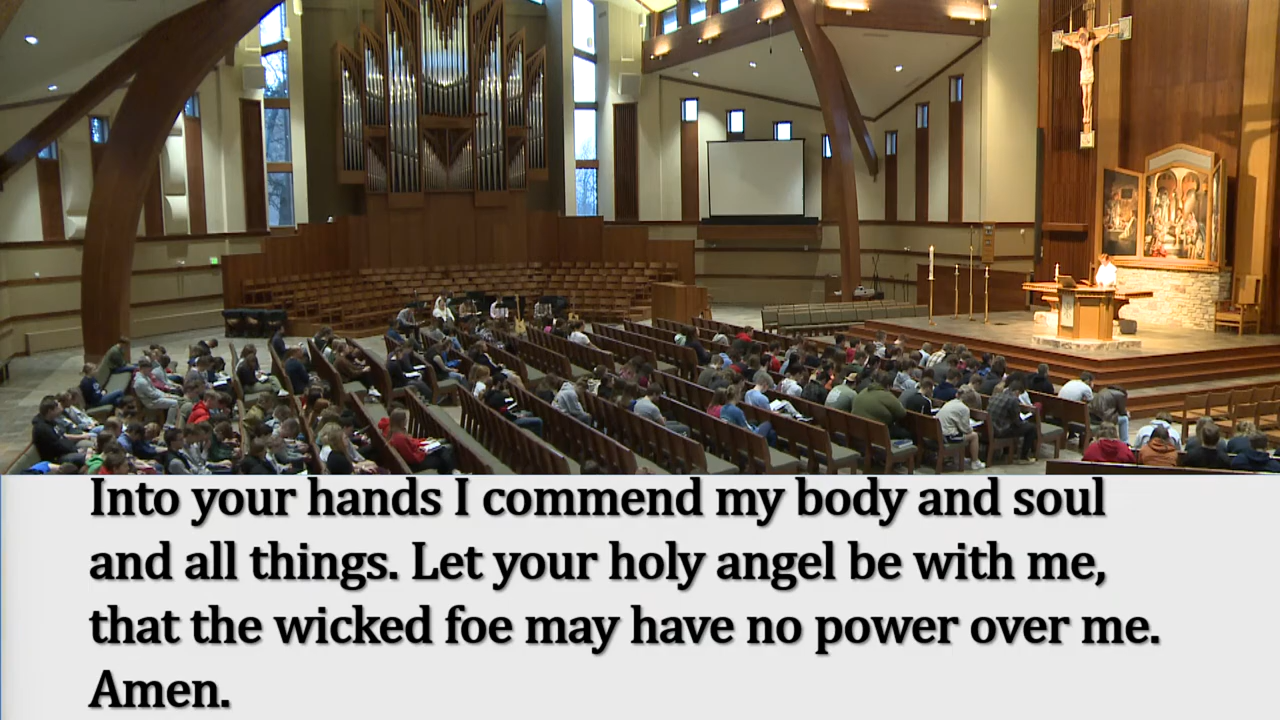 Into your hands I commend my body and soul
and all things. Let your holy angel be with me,
that the wicked foe may have no power over me.
Amen.